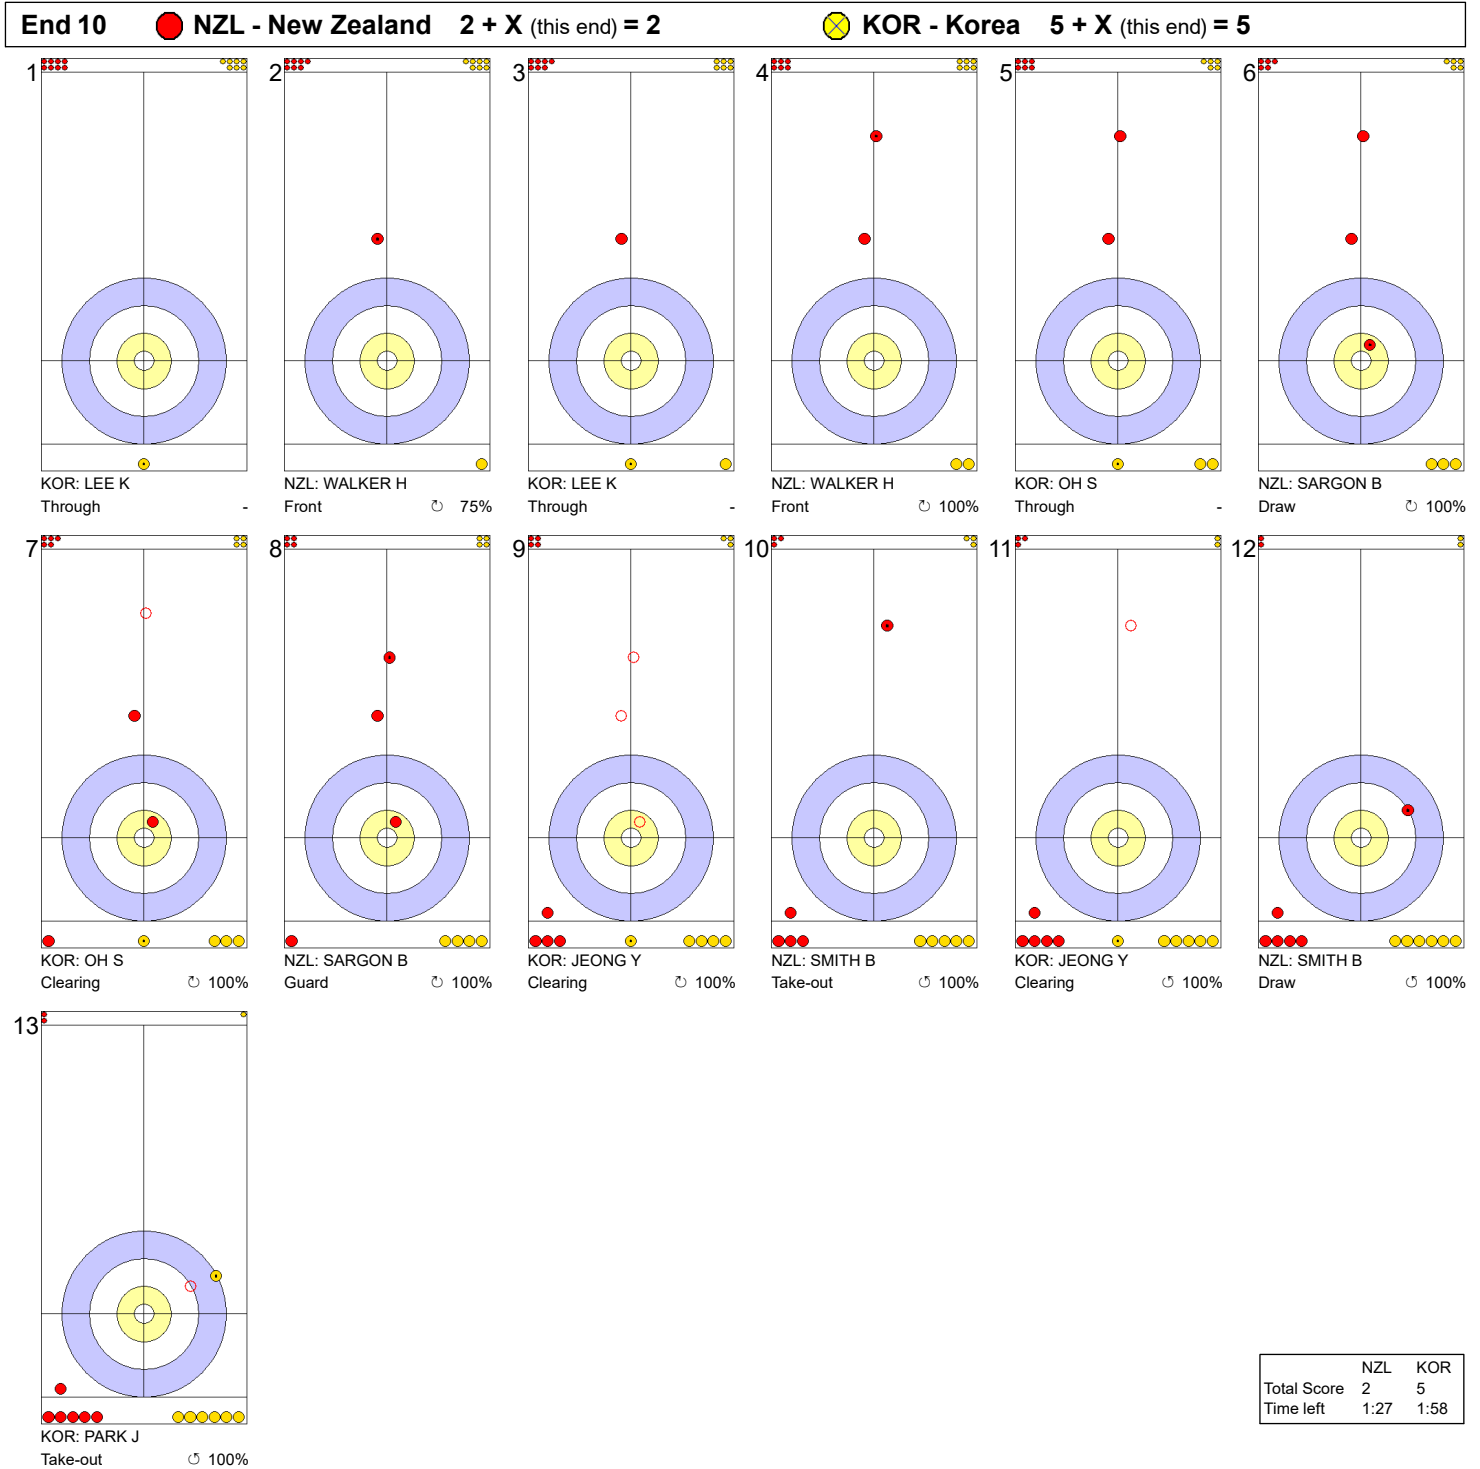 End 10 NZL - New Zealand 2 + X (this end) = 2 KOR - Korea 5 + X (this end) = 5
1 2 3 4 5 6
KOR: LEE K NZL: WALKER H KOR: LEE K NZL: WALKER H KOR: OH S NZL: SARGON B
Through - Front ↻ 75% Through - Front ↻ 100% Through - Draw ↻ 100%
7 8 9 10 11 12
KOR: OH S NZL: SARGON B KOR: JEONG Y NZL: SMITH B KOR: JEONG Y NZL: SMITH B
Clearing ↻ 100% Guard ↻ 100% Clearing ↻ 100% Take-out ↺ 100% Clearing ↺ 100% Draw ↺ 100%
13
KOR: PARK J
Take-out ↺ 100%
NZL KOR
Total Score 2 5
Time left 1:27 1:58